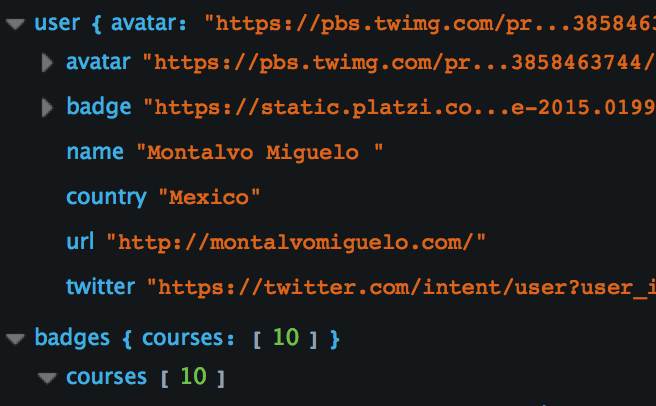 user { avatar: "https://pbs.twimg.com/pr...3858463
avatar "https://pbs.twimg.com/pr...3858463744/
badge "https://static.platzi.co...e-2015.0199
name "Montalvo Miguelo "
country "Mexico"
url "http://montalvomiguelo.com/"
twitter "https://twitter.com/intent/user?user_i
badges { courses: [ 10 ] }
courses [ 10 ]